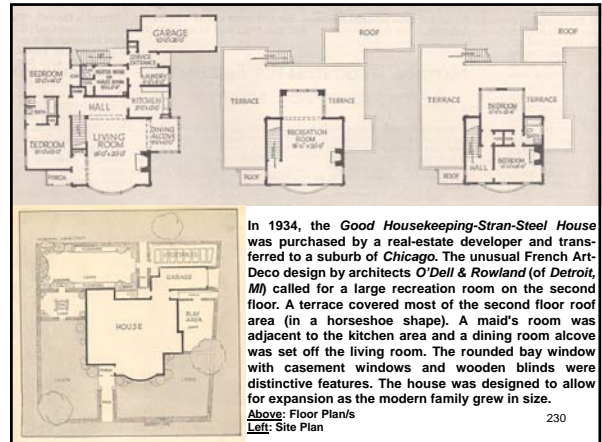 GARAGE
ROOF
ROOF
SERVICE ENTRANCE
BEDROOM
LAUNDRY
KITCHEN
TERRACE
TERRACE
TERRACE
TERRACE
BEDROOM
HALL
BATH
LIVING ROOM
DINING ALCOVE
RECREATION ROOM
BEDROOM
HALL
BEDROOM
PORCH
ROOF
ROOF
In 1934, the Good Housekeeping-Stran-Steel House
was purchased by a real-estate developer and trans-
ferred to a suburb of Chicago. The unusual French Art-
Deco design by architects O'Dell & Rowland (of Detroit,
MI) called for a large recreation room on the second
floor. A terrace covered most of the second floor roof
area (in a horseshoe shape). A maid's room was
adjacent to the kitchen area and a dining room alcove
was set off the living room. The rounded bay window
with casement windows and wooden blinds were
distinctive features. The house was designed to allow
for expansion as the modern family grew in size.
Above: Floor Plan/s
Left: Site Plan
230
VEGETABLES
GARAGE
HOUSE
PLAY AREA